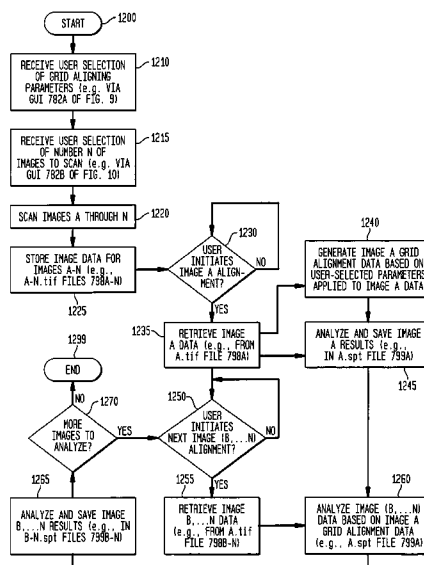 START
1200
RECEIVE USER SELECTION
OF GRID ALIGNING
PARAMETERS (e.g. VIA
GUI 782A OF FIG. 9)
1210
RECEIVE USER SELECTION
OF NUMBER N OF
IMAGES TO SCAN (e.g. VIA
GUI 782B OF FIG. 10)
1215
SCAN IMAGES A THROUGH N
1220
STORE IMAGE DATA FOR
IMAGES A-N (e.g.,
A-N.tif FILES 798A-N)
1225
USER
INITIATES
IMAGE A ALIGN-
MENT?
1230
NO
YES
1235
RETRIEVE IMAGE
A DATA (e.g., FROM
A.tif FILE 798A)
1240
GENERATE IMAGE A GRID
ALIGNMENT DATA BASED ON
USER-SELECTED PARAMETERS
APPLIED TO IMAGE A DATA
ANALYZE AND SAVE IMAGE
A RESULTS (e.g.,
IN A.spt FILE 799A)
1245
1299
END
NO
1270
MORE
IMAGES TO
ANALYZE?
YES
1250
USER
INITIATES
NEXT IMAGE (B,...N)
ALIGNMENT?
NO
YES
1265
ANALYZE AND SAVE IMAGE
B,...N RESULTS (e.g., IN
B-N.spt FILES 799B-N)
1255
RETRIEVE IMAGE
B,...N DATA
(e.g., FROM A.tif
FILE 798B-N)
1260
ANALYZE IMAGE (B,...N)
DATA BASED ON IMAGE A
GRID ALIGNMENT DATA
(e.g., A.spt FILE 799A)